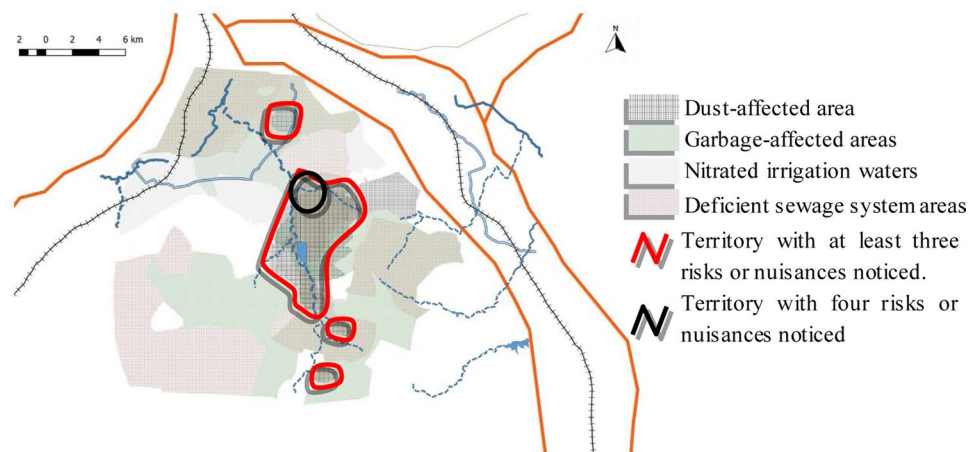 2 0 2 4 6 km
N
Dust-affected area
Garbage-affected areas
Nitrated irrigation waters
Deficient sewage system areas
Territory with at least three
risks or nuisances noticed.
Territory with four risks or
nuisances noticed